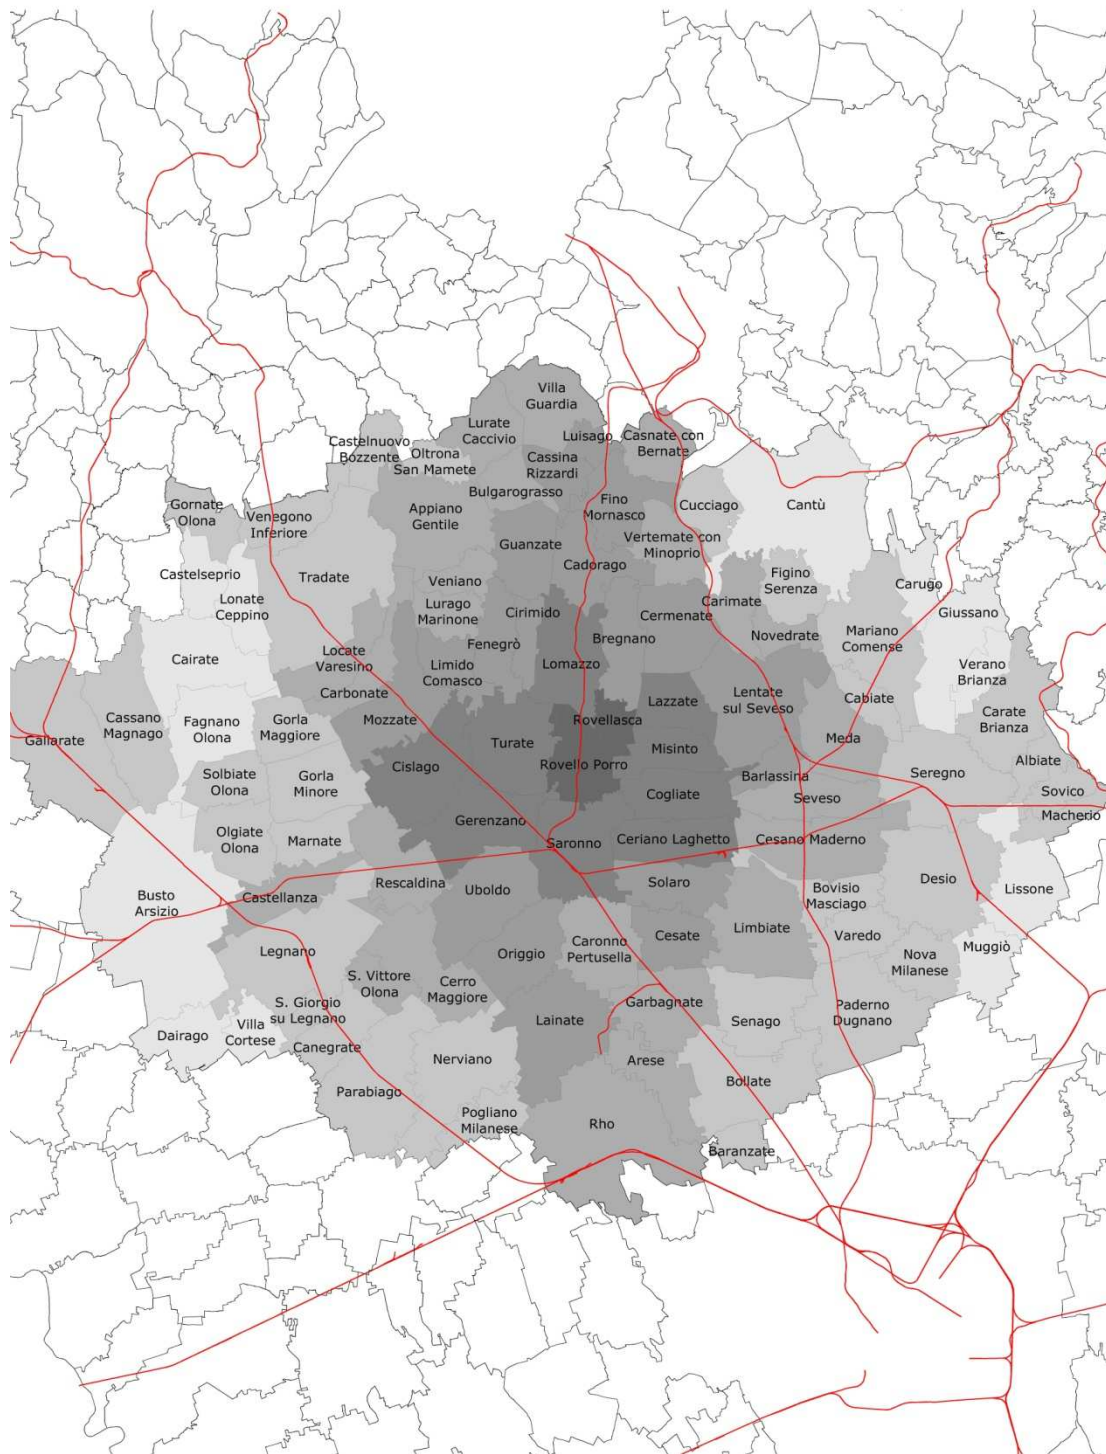 Villa
Guardia
Lurate
Caccivio
Luisago
Casnate con
Bernate
Castelnuovo
Bozzente
Oltrona
San Mamete
Cassina
Rizzardi
Bulgarograsso
Gornate
Olona
Venegono
Inferiore
Appiano
Gentile
Fino
Mornasco
Cucciago
Cantù
Guanzate
Vertemate con
Minoprio
Cadorago
Castelseprio
Tradate
Veniano
Figino
Serenza
Carugo
Lonate
Ceppino
Lurago
Marinone
Cirimido
Cermenate
Carimate
Giussano
Fenegrò
Bregnano
Novedrate
Mariano
Comense
Cairate
Locate
Varesino
Limido
Comasco
Lomazzo
Verano
Brianza
Carbonate
Lazzate
Lentate
sul Seveso
Cabiate
Cassano
Magnago
Fagnano
Olona
Gorla
Maggiore
Mozzate
Rovellasca
Carate
Brianza
Gallarate
Turate
Misinto
Meda
Cislago
Rovello Porro
Albiate
Solbiate
Olona
Gorla
Minore
Barlassina
Seregno
Cogliate
Seveso
Sovico
Gerenzano
Macherio
Olgiate
Olona
Marnate
Saronno
Ceriano Laghetto
Cesano Maderno
Rescaldina
Uboldo
Solaro
Desio
Busto
Arsizio
Castellanza
Bovisio
Masciago
Lissone
Limbiate
Varedo
Legnano
Origgio
Caronno
Pertusella
Cesate
Muggiò
Nova
Milanese
S. Vittore
Olona
Cerro
Maggiore
S. Giorgio
su Legnano
Garbagnate
Paderno
Dugnano
Lainate
Senago
Dairago
Villa
Cortese
Canegrate
Nerviano
Arese
Bollate
Parabiago
Pogliano
Milanese
Rho
Baranzate